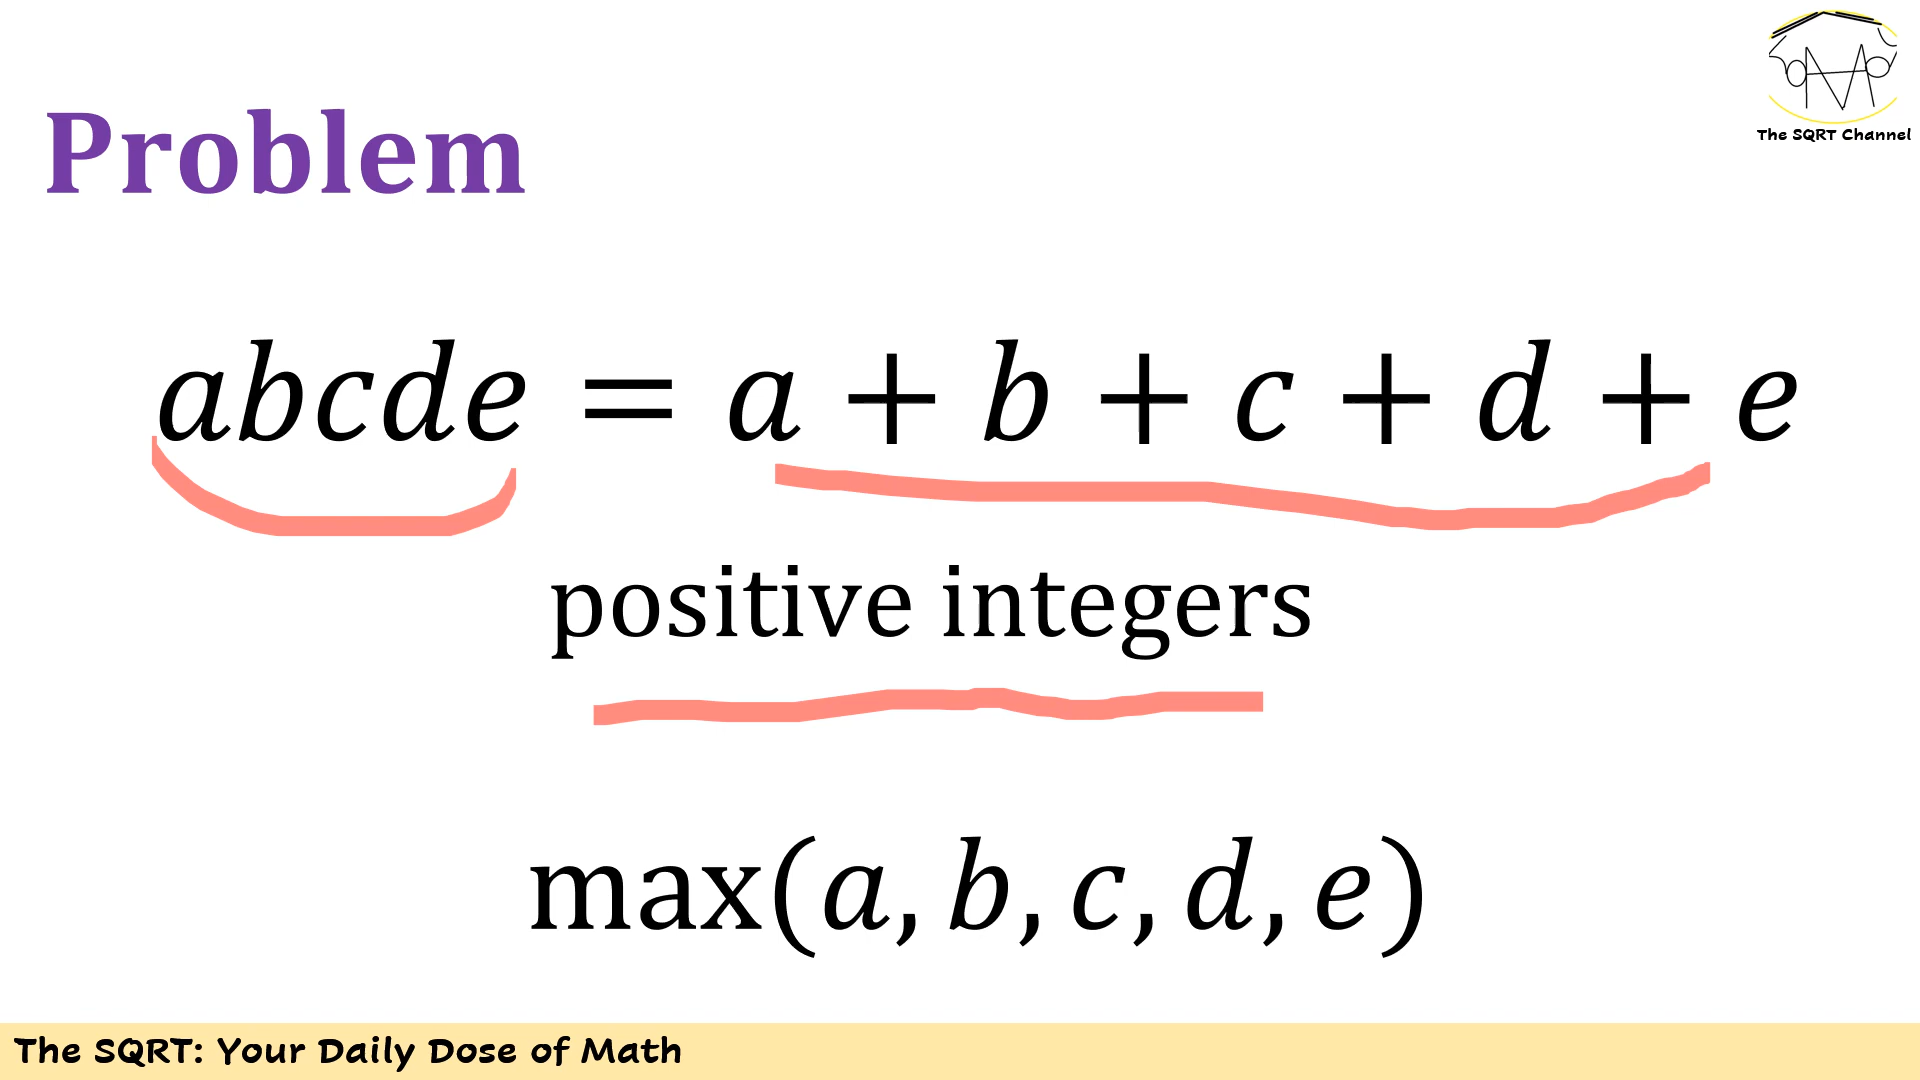 The SQRT Channel
Problem
abcde = a + b + c + d + e
positive integers
max(a, b, c, d, e)
The SQRT: Your Daily Dose of Math